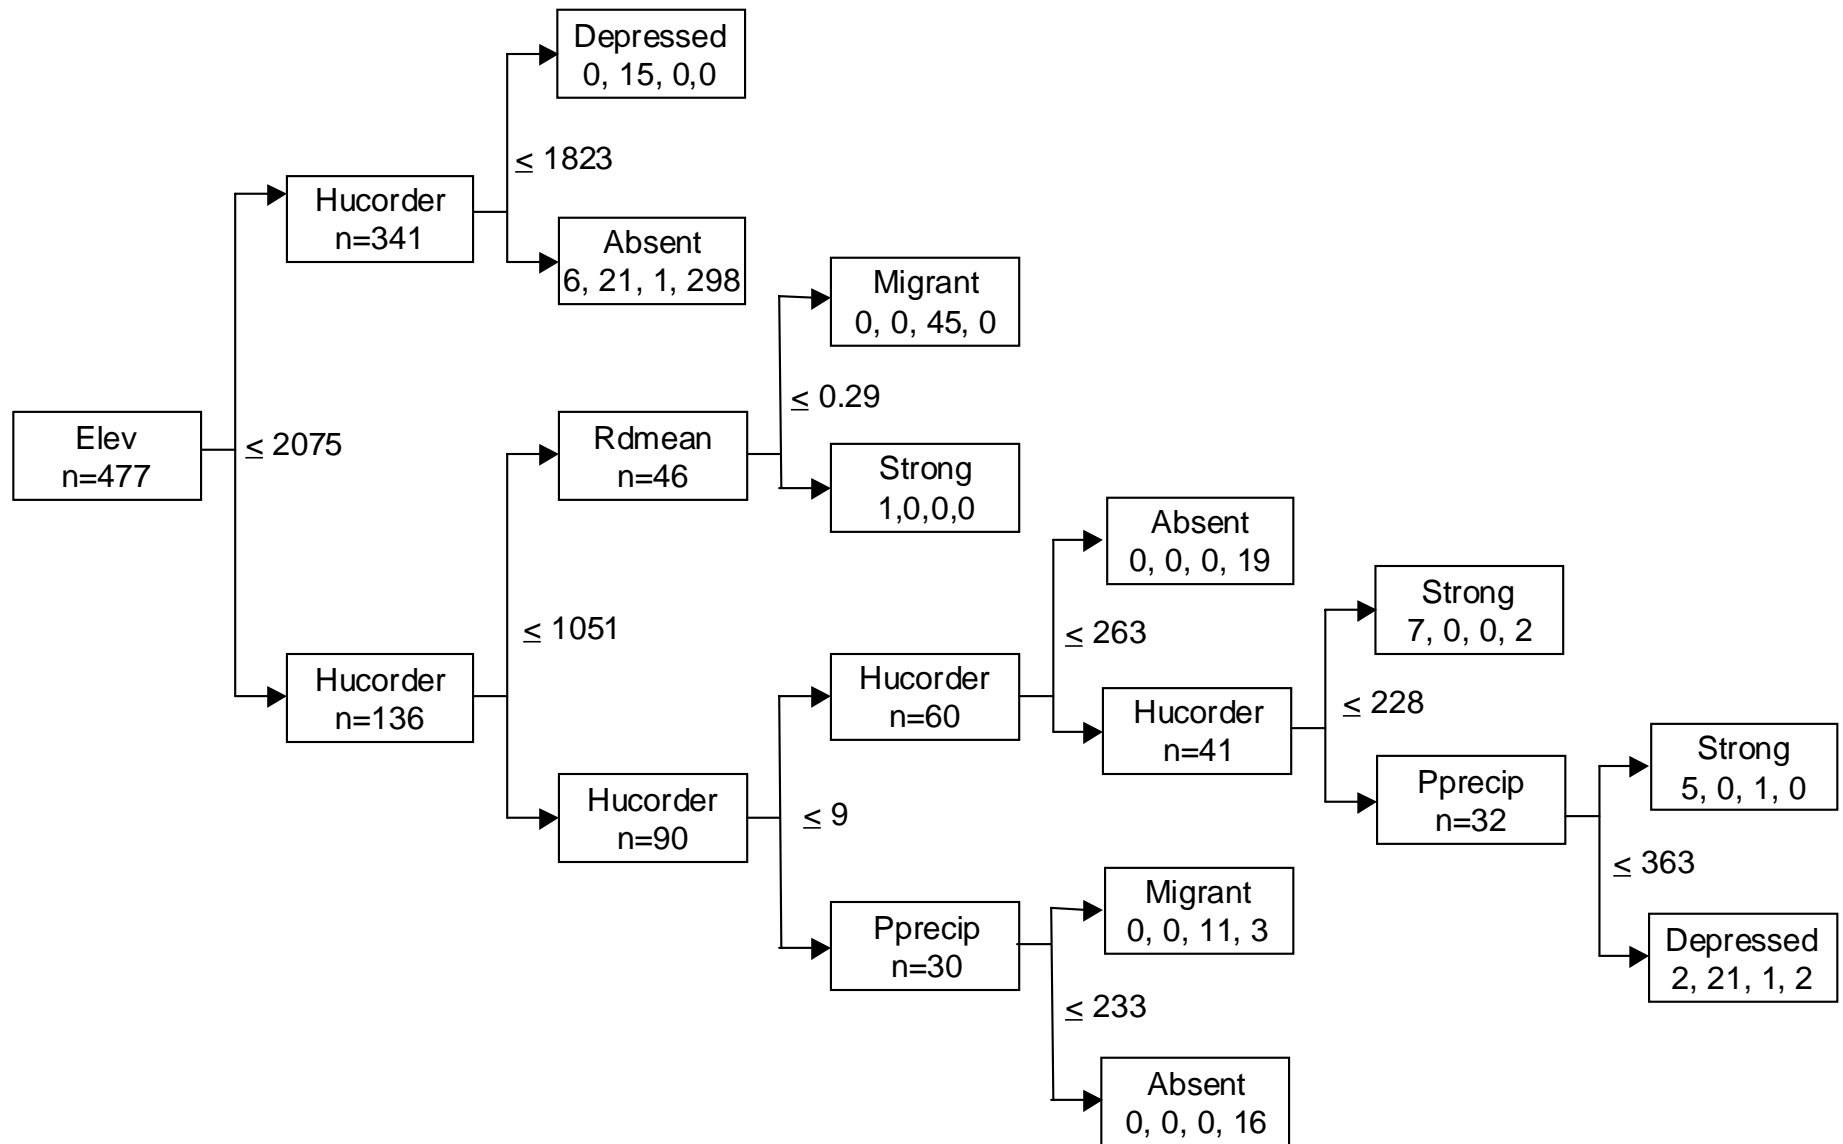 Depressed
0, 15, 0,0
≤ 1823
Hucorder
n=341
Absent
6, 21, 1, 298
Migrant
0, 0, 45, 0
≤ 0.29
Elev
n=477
≤ 2075
Rdmean
n=46
Strong
1,0,0,0
Absent
0, 0, 0, 19
≤ 1051
≤ 263
Strong
7, 0, 0, 2
Hucorder
n=136
Hucorder
n=60
Hucorder
n=41
≤ 228
Strong
5, 0, 1, 0
Hucorder
n=90
≤ 9
Pprecip
n=32
≤ 363
Migrant
0, 0, 11, 3
Pprecip
n=30
Depressed
2, 21, 1, 2
≤ 233
Absent
0, 0, 0, 16